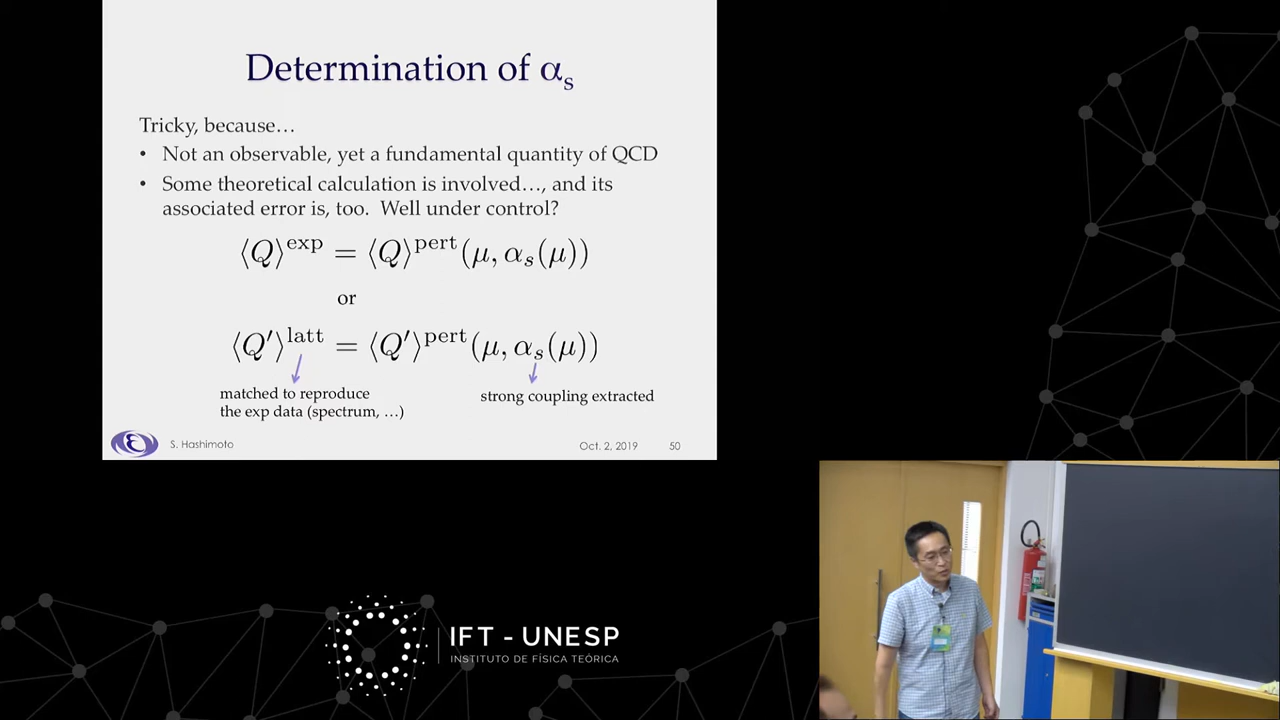 Determination of αₛ
Tricky, because…
• Not an observable, yet a fundamental quantity of QCD
• Some theoretical calculation is involved…, and its
associated error is, too. Well under control?
⟨Q⟩^exp = ⟨Q⟩^pert(μ, αₛ(μ))
or
⟨Q′⟩^latt = ⟨Q′⟩^pert(μ, αₛ(μ))
matched to reproduce
the exp data (spectrum, …)
strong coupling extracted
S. Hashimoto
Oct. 2, 2019
50
IFT - UNESP
INSTITUTO DE FÍSICA TEÓRICA